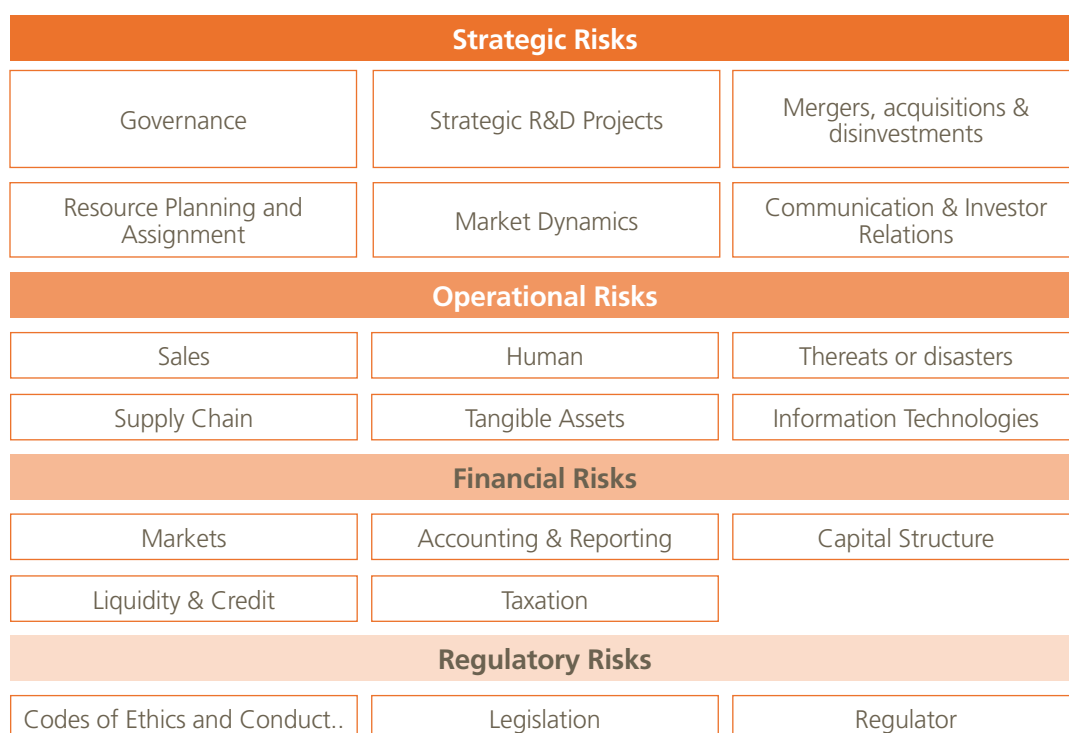 Strategic Risks
Governance
Strategic R&D Projects
Mergers, acquisitions &
disinvestments
Resource Planning and
Assignment
Market Dynamics
Communication & Investor
Relations
Operational Risks
Sales
Human
Thereats or disasters
Supply Chain
Tangible Assets
Information Technologies
Financial Risks
Markets
Accounting & Reporting
Capital Structure
Liquidity & Credit
Taxation
Regulatory Risks
Codes of Ethics and Conduct..
Legislation
Regulator